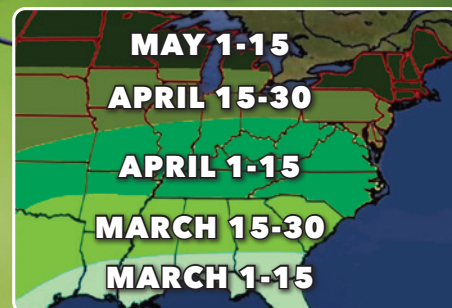 MAY 1-15
APRIL 15-30
APRIL 1-15
MARCH 15-30
MARCH 1-15